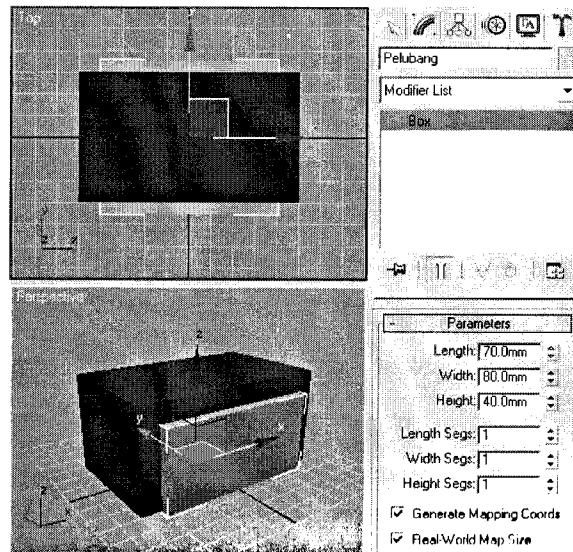 Top
y
Pelubang
Modifier List
Box
y
z x
Perspective
z
y
x
z
Parameters
Length: 70.0mm
Width: 80.0mm
Height: 40.0mm
Length Segs: 1
Width Segs: 1
Height Segs: 1
Generate Mapping Coords
Real-World Map Size